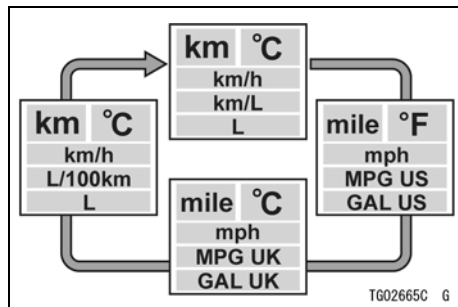 km °C
km/h
km/L
L
mile °F
mph
MPG US
GAL US
mile °C
mph
MPG UK
GAL UK
km °C
km/h
L/100km
L
TG02665C G